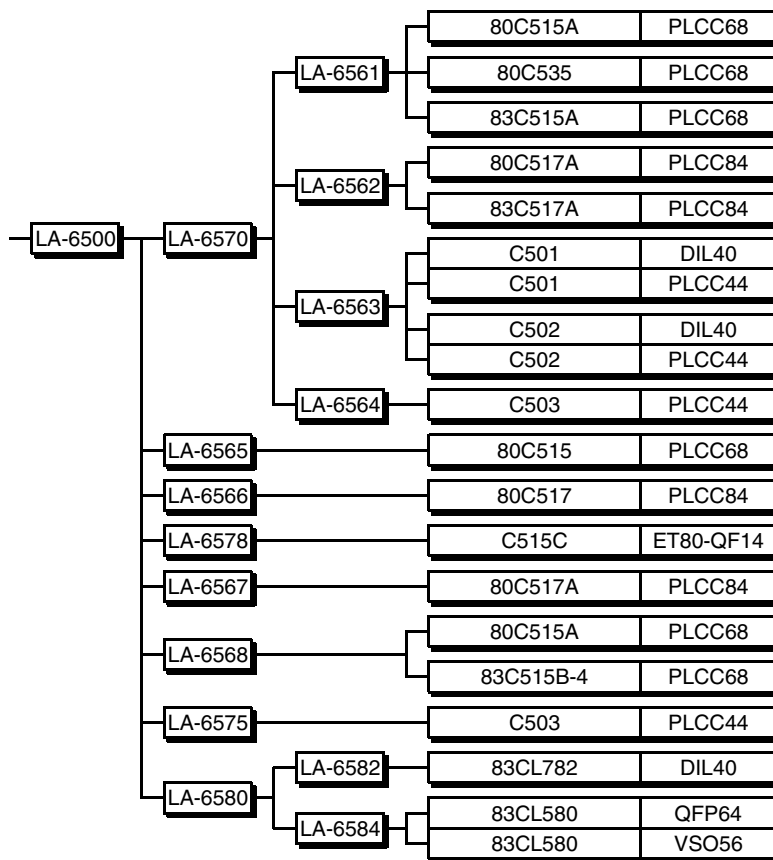 80C515A PLCC68
LA-6561 80C535 PLCC68
83C515A PLCC68
80C517A PLCC84
LA-6562
83C517A PLCC84
LA-6500 LA-6570
C501 DIL40
C501 PLCC44
LA-6563
C502 DIL40
C502 PLCC44
LA-6564 C503 PLCC44
LA-6565 80C515 PLCC68
LA-6566 80C517 PLCC84
LA-6578 C515C ET80-QF14
LA-6567 80C517A PLCC84
80C515A PLCC68
LA-6568
83C515B-4 PLCC68
LA-6575 C503 PLCC44
LA-6582 83CL782 DIL40
LA-6580
83CL580 QFP64
LA-6584
83CL580 VSO56